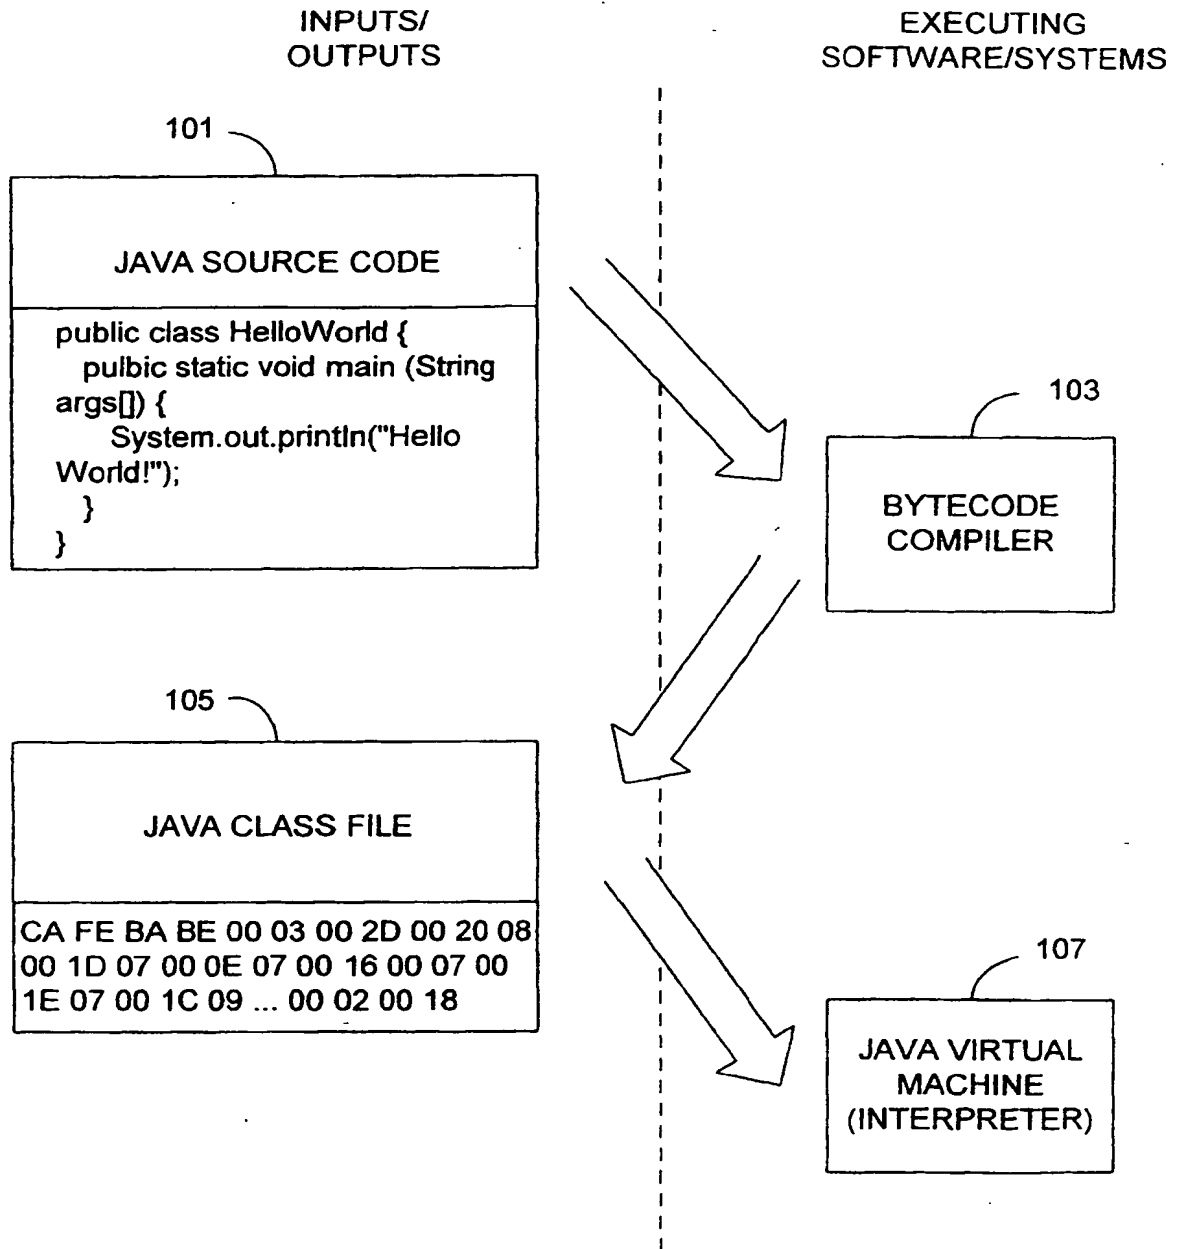 INPUTS/
OUTPUTS
EXECUTING
SOFTWARE/SYSTEMS
101
JAVA SOURCE CODE
public class HelloWorld {
pulbic static void main (String
args[]) {
System.out.println("Hello
World!");
}
}
103
BYTECODE
COMPILER
105
JAVA CLASS FILE
CA FE BA BE 00 03 00 2D 00 20 08
00 1D 07 00 0E 07 00 16 00 07 00
1E 07 00 1C 09 ... 00 02 00 18
107
JAVA VIRTUAL
MACHINE
(INTERPRETER)